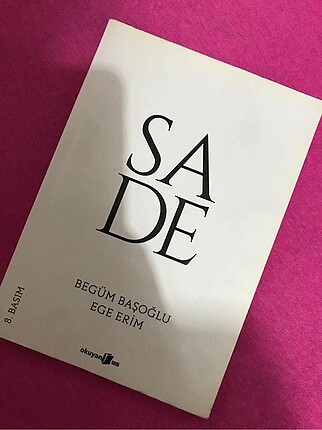 SA
DE
BEGÜM BAŞOĞLU
EGE ERİM
8. BASIM
okuyan us